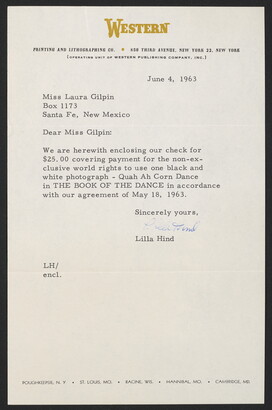 WESTERN
PRINTING AND LITHOGRAPHING CO. • 630 THIRD AVENUE, NEW YORK 22, NEW YORK
[OPERATING UNIT OF WESTERN PUBLISHING COMPANY, INC.]
June 4, 1963
Miss Laura Gilpin
Box 1173
Santa Fe, New Mexico
Dear Miss Gilpin:
We are herewith enclosing our check for
$25.00 covering payment for the non-ex-
clusive world rights to use one black and
white photograph - Quah Ah Corn Dance
in THE BOOK OF THE DANCE in accordance
with our agreement of May 18, 1963.
Sincerely yours,
Lilla Hind
LH/
encl.
POUGHKEEPSIE, N. Y. • ST. LOUIS, MO. • RACINE, WIS. • HANNIBAL, MO. • CAMBRIDGE, MD.